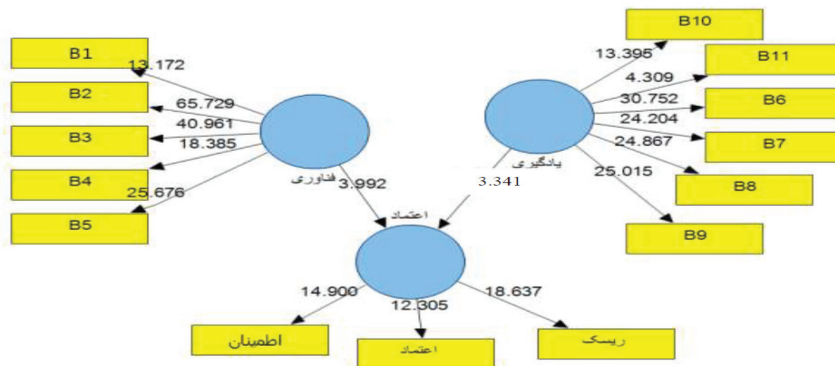 B1
13.172
B2
65.729
B3
40.961
B4
18.385
B5
25.676
فناوری
3.992
B10
13.395
B11
4.309
B6
30.752
B7
24.204
B8
24.867
B9
25.015
یادگیری
3.341
اعتماد
14.900
12.305
18.637
اطمینان
اعتماد
ریسک